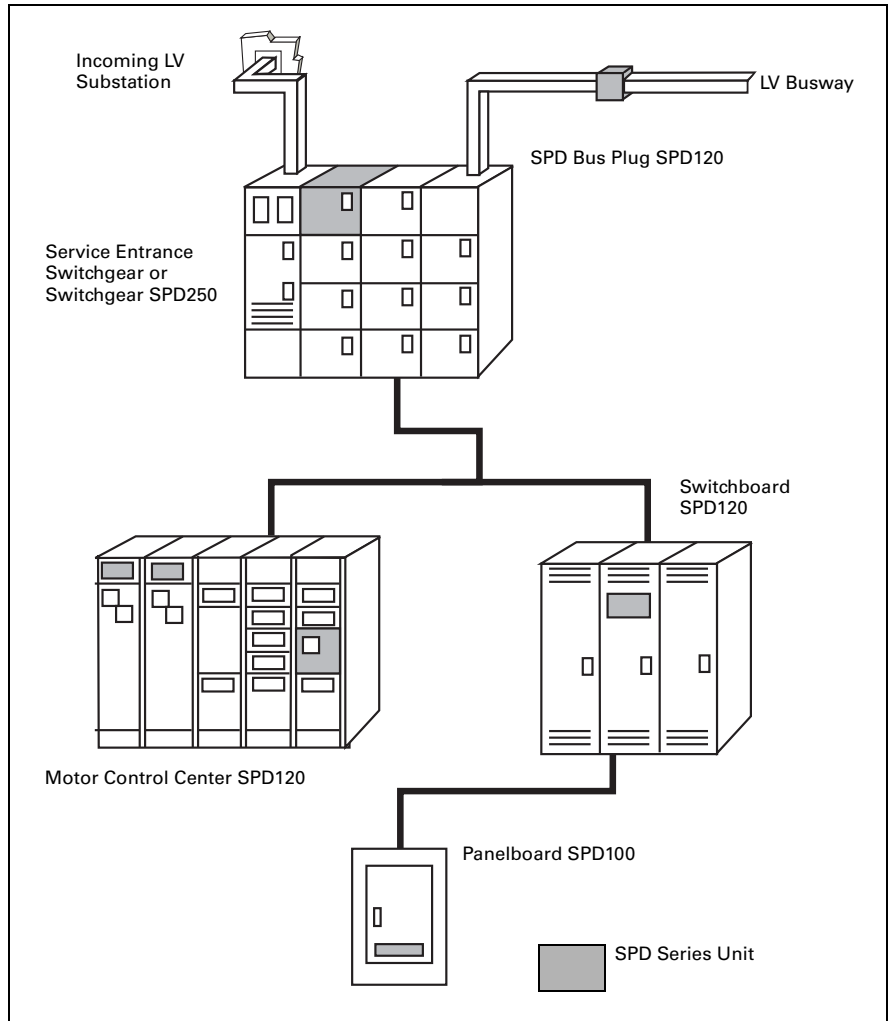 Incoming LV
Substation
LV Busway
SPD Bus Plug SPD120
Service Entrance
Switchgear or
Switchgear SPD250
Switchboard
SPD120
Motor Control Center SPD120
Panelboard SPD100
SPD Series Unit